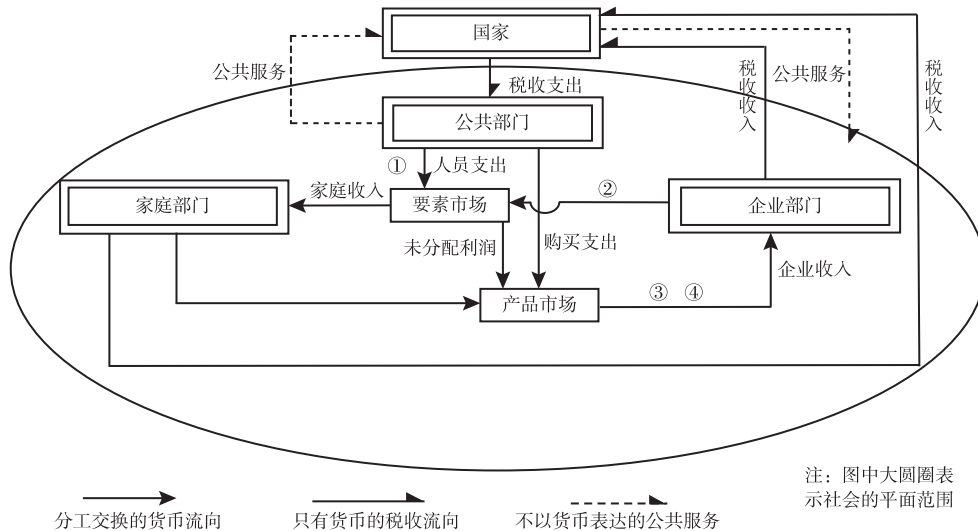 国家
公共服务
税收收入
公共服务
税收收入
税收支出
公共部门
①
人员支出
家庭部门
家庭收入
要素市场
②
企业部门
未分配利润
购买支出
企业收入
产品市场
③ ④
注：图中大圆圈表
示社会的平面范围
分工交换的货币流向
只有货币的税收流向
不以货币表达的公共服务